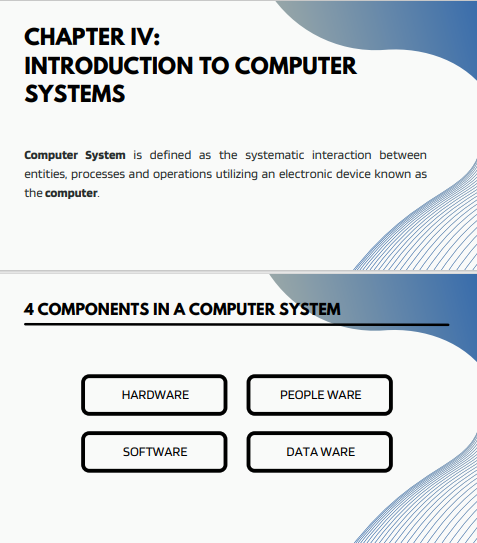 CHAPTER IV:
INTRODUCTION TO COMPUTER
SYSTEMS
Computer System is defined as the systematic interaction between
entities, processes and operations utilizing an electronic device known as
the computer.
4 COMPONENTS IN A COMPUTER SYSTEM
HARDWARE
PEOPLE WARE
SOFTWARE
DATA WARE